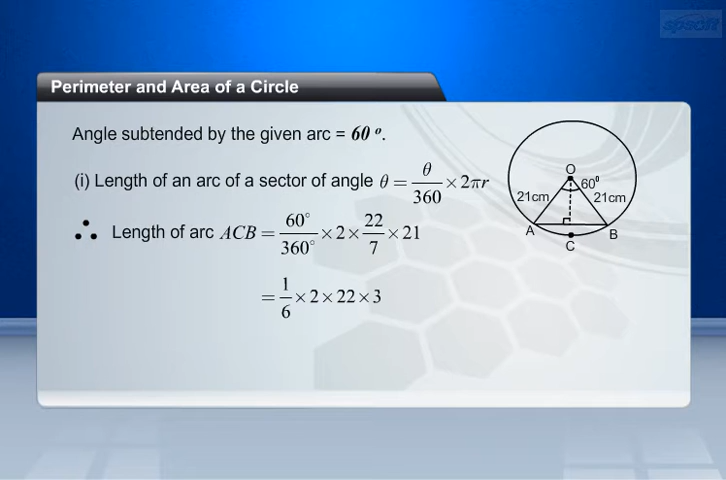 spsoft
Perimeter and Area of a Circle
Angle subtended by the given arc = 60°.
(i) Length of an arc of a sector of angle θ = θ/360 × 2πr
∴ Length of arc ACB = 60°/360° × 2 × 22/7 × 21
= 1/6 × 2 × 22 × 3
O
60⁰
21cm
21cm
A
B
C